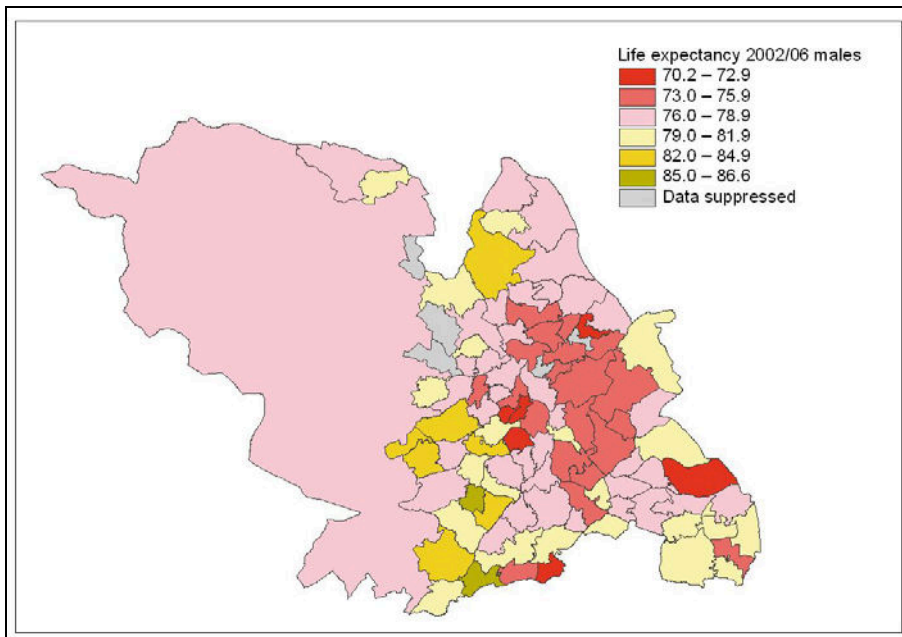 Life expectancy 2002/06 males
70.2 – 72.9
73.0 – 75.9
76.0 – 78.9
79.0 – 81.9
82.0 – 84.9
85.0 – 86.6
Data suppressed